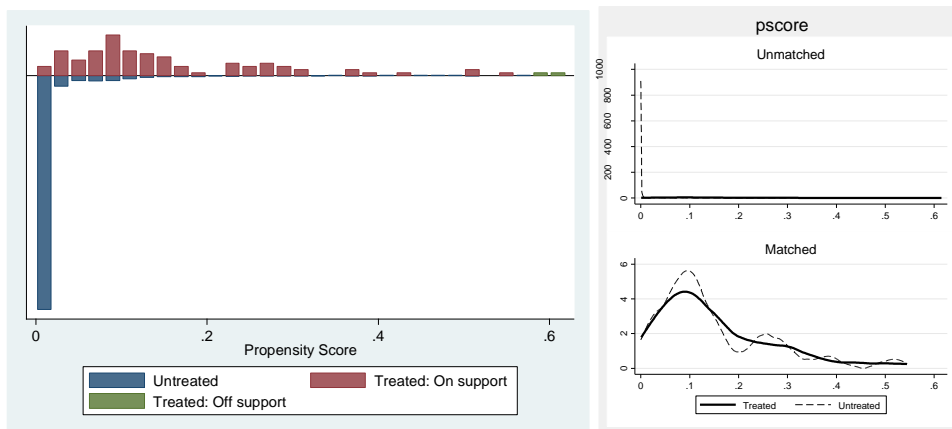 0 .2 .4 .6
Propensity Score
Untreated Treated: On support
Treated: Off support
pscore
Unmatched
1000
800
600
400
200
0
0 .1 .2 .3 .4 .5 .6
Matched
6
4
2
0
0 .1 .2 .3 .4 .5 .6
Treated Untreated